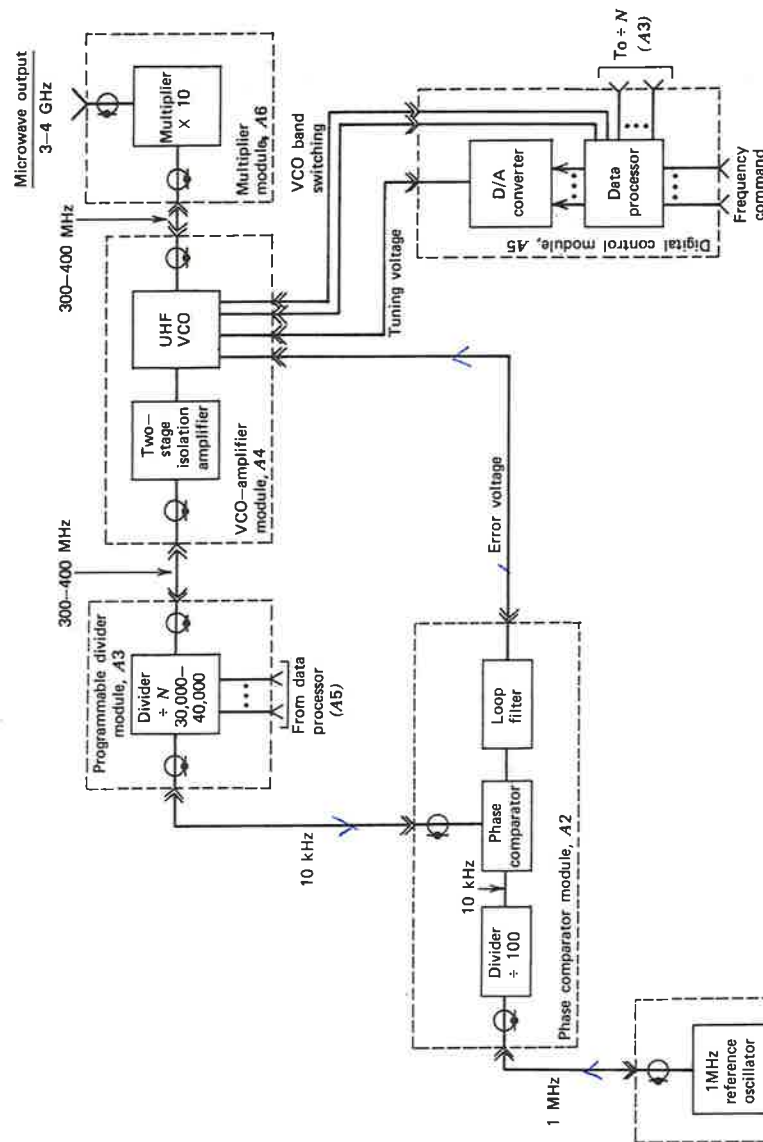 Microwave output
3–4 GHz
Multiplier
× 10
Multiplier
module, A6
300–400 MHz
UHF
VCO
Two–
stage
isolation
amplifier
VCO–amplifier
module, A4
300–400 MHz
Programmable divider
module, A3
Divider
÷ N
30,000–
40,000
From data
processor
(A5)
VCO band
switching
Tuning voltage
D/A
converter
Data
processor
Digital control module, A5
To ÷ N
(A3)
Frequency
command
Error voltage
10 kHz
Loop
filter
Phase
comparator
10 kHz
Divider
÷ 100
Phase comparator module, A2
1 MHz
1MHz
reference
oscillator